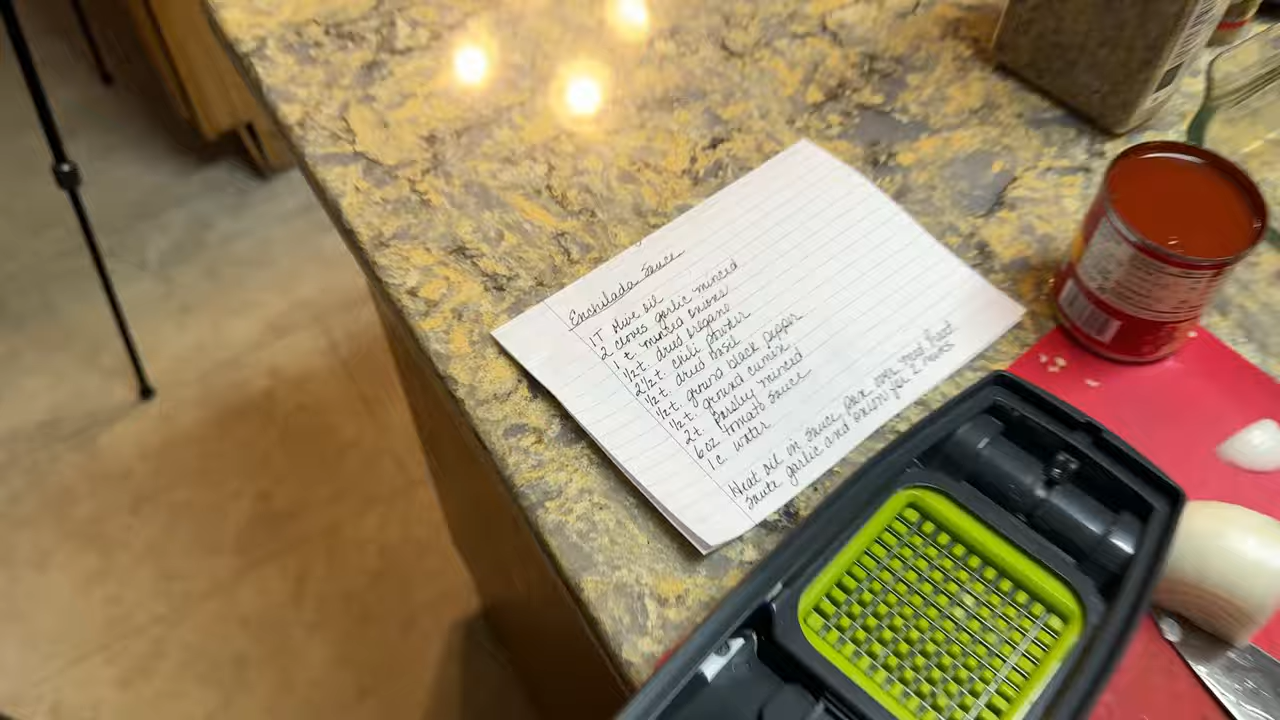 Enchilada Sauce
1T Olive oil
2 cloves garlic minced
1 t. minced onions
1/2 t. dried oregano
2 1/2 t. chili powder
1/2 t. dried basil
1/2 t. ground black pepper
1/2 t. ground cumin
2 t. parsley minced
6 oz tomato sauce
1 c. water
Heat oil in sauce pan over med heat
Saute garlic and onion for 2 mins